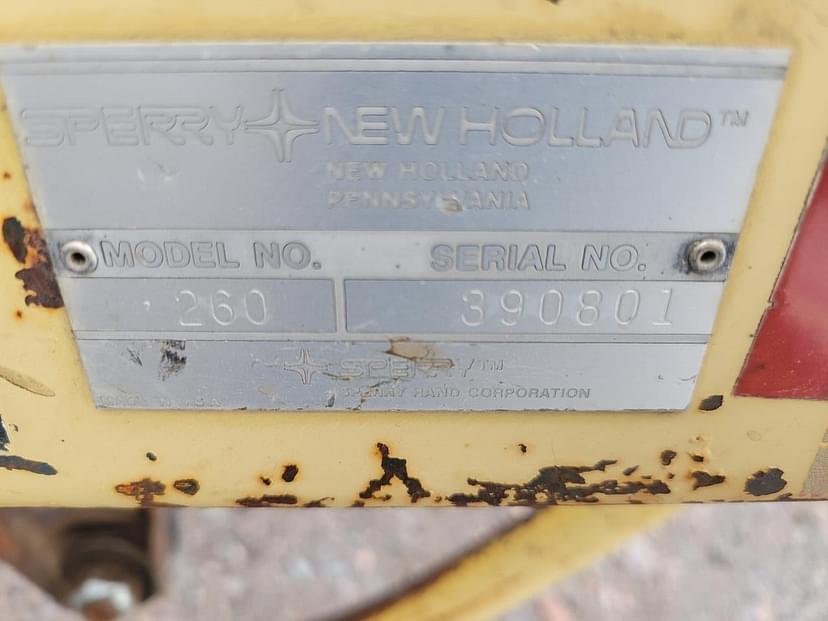 SPERRY NEW HOLLAND™
NEW HOLLAND
PENNSYLVANIA
MODEL NO. SERIAL NO.
260 390801
SPERRY™
SPERRY RAND CORPORATION
U.S.A.